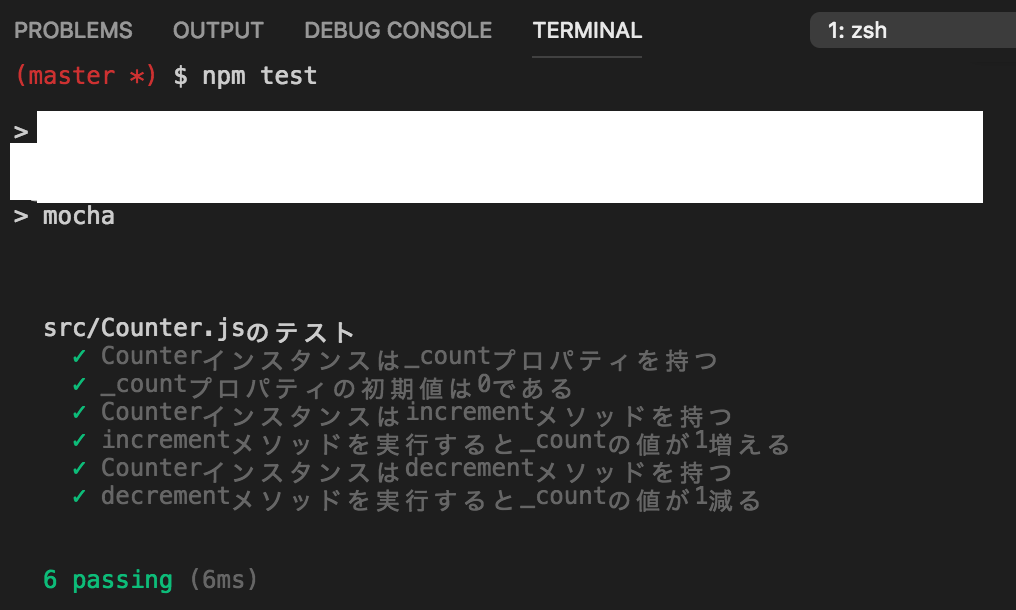 PROBLEMS OUTPUT DEBUG CONSOLE TERMINAL 1: zsh
(master *) $ npm test
>
> mocha
src/Counter.jsのテスト
✓ Counterインスタンスは_countプロパティを持つ
✓ _countプロパティの初期値は0である
✓ Counterインスタンスはincrementメソッドを持つ
✓ incrementメソッドを実行すると_countの値が1増える
✓ Counterインスタンスはdecrementメソッドを持つ
✓ decrementメソッドを実行すると_countの値が1減る
6 passing (6ms)